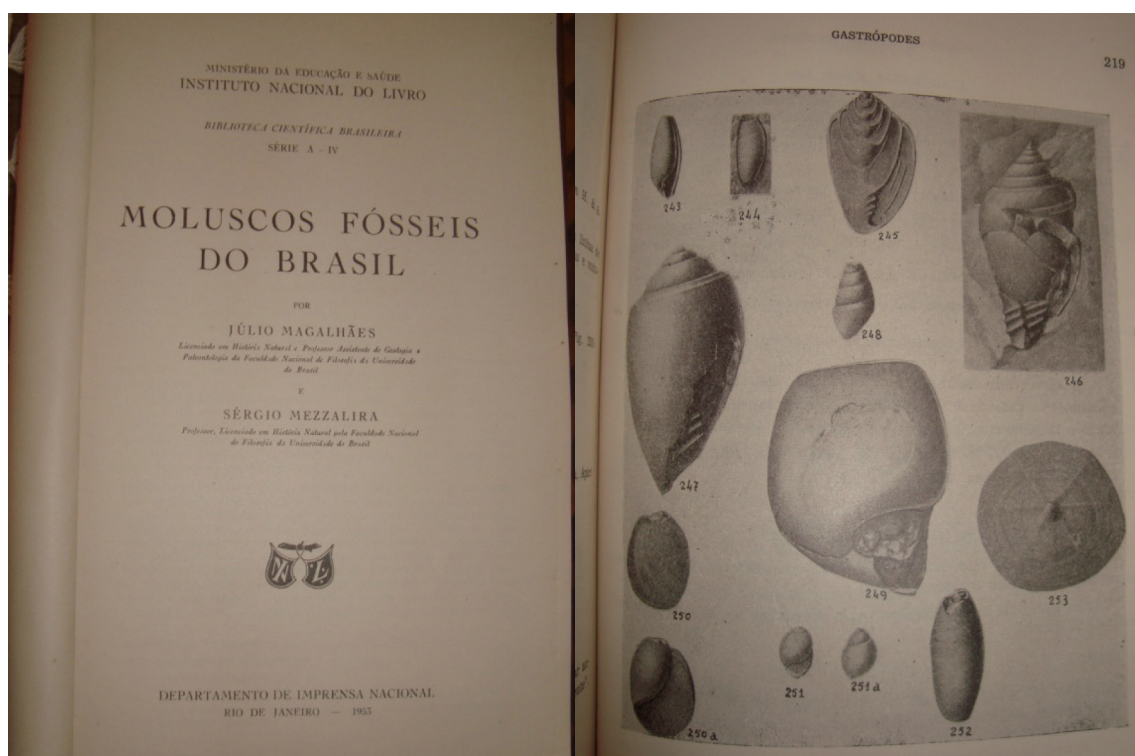 MINISTÉRIO DA EDUCAÇÃO E SAÚDE
INSTITUTO NACIONAL DO LIVRO
BIBLIOTECA CIENTÍFICA BRASILEIRA
SÉRIE A - IV
MOLUSCOS FÓSSEIS
DO BRASIL
POR
JÚLIO MAGALHÃES
Licenciado em História Natural e Professor Assistente de Geologia e
Paleontologia da Faculdade Nacional de Filosofia da Universidade
do Brasil
E
SÉRGIO MEZZALIRA
Professor, Licenciado em História Natural pela Faculdade Nacional
de Filosofia da Universidade do Brasil
DEPARTAMENTO DE IMPRENSA NACIONAL
RIO DE JANEIRO — 1953
GASTRÓPODES
219
243
244
245
246
247
248
249
250
253
251
251a
250a
252